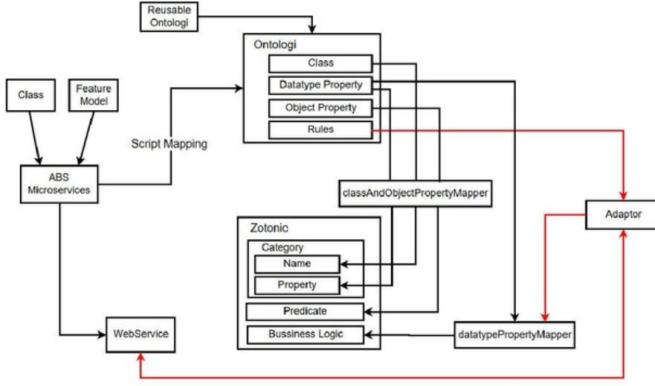 Reusable
Ontologi
Ontologi
Class
Datatype Property
Object Property
Rules
Class
Feature
Model
Script Mapping
ABS
Microservices
classAndObjectPropertyMapper
Adaptor
Zotonic
Category
Name
Property
Predicate
Bussiness Logic
WebService
datatypePropertyMapper